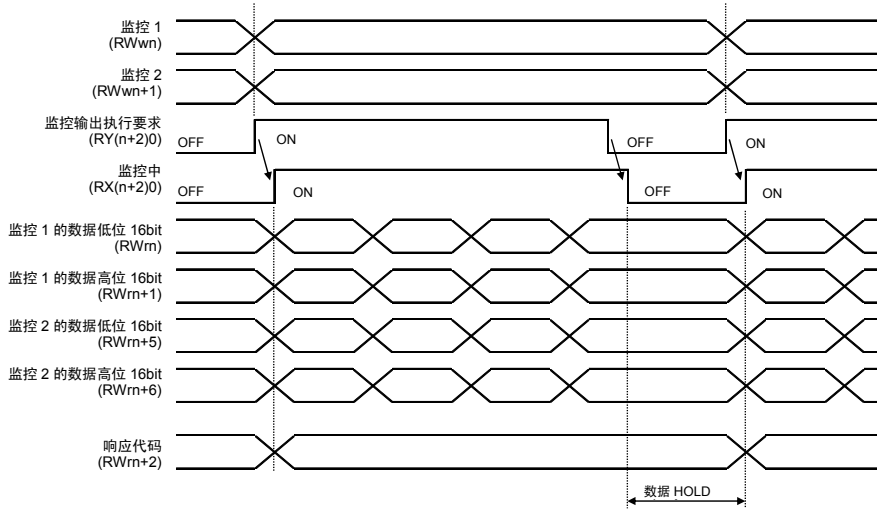 监控 1
(RWwn)
监控 2
(RWwn+1)
监控输出执行要求
(RY(n+2)0)
OFF
ON
OFF
ON
监控中
(RX(n+2)0)
OFF
ON
OFF
ON
监控 1 的数据低位 16bit
(RWrn)
监控 1 的数据高位 16bit
(RWrn+1)
监控 2 的数据低位 16bit
(RWrn+5)
监控 2 的数据高位 16bit
(RWrn+6)
响应代码
(RWrn+2)
数据 HOLD